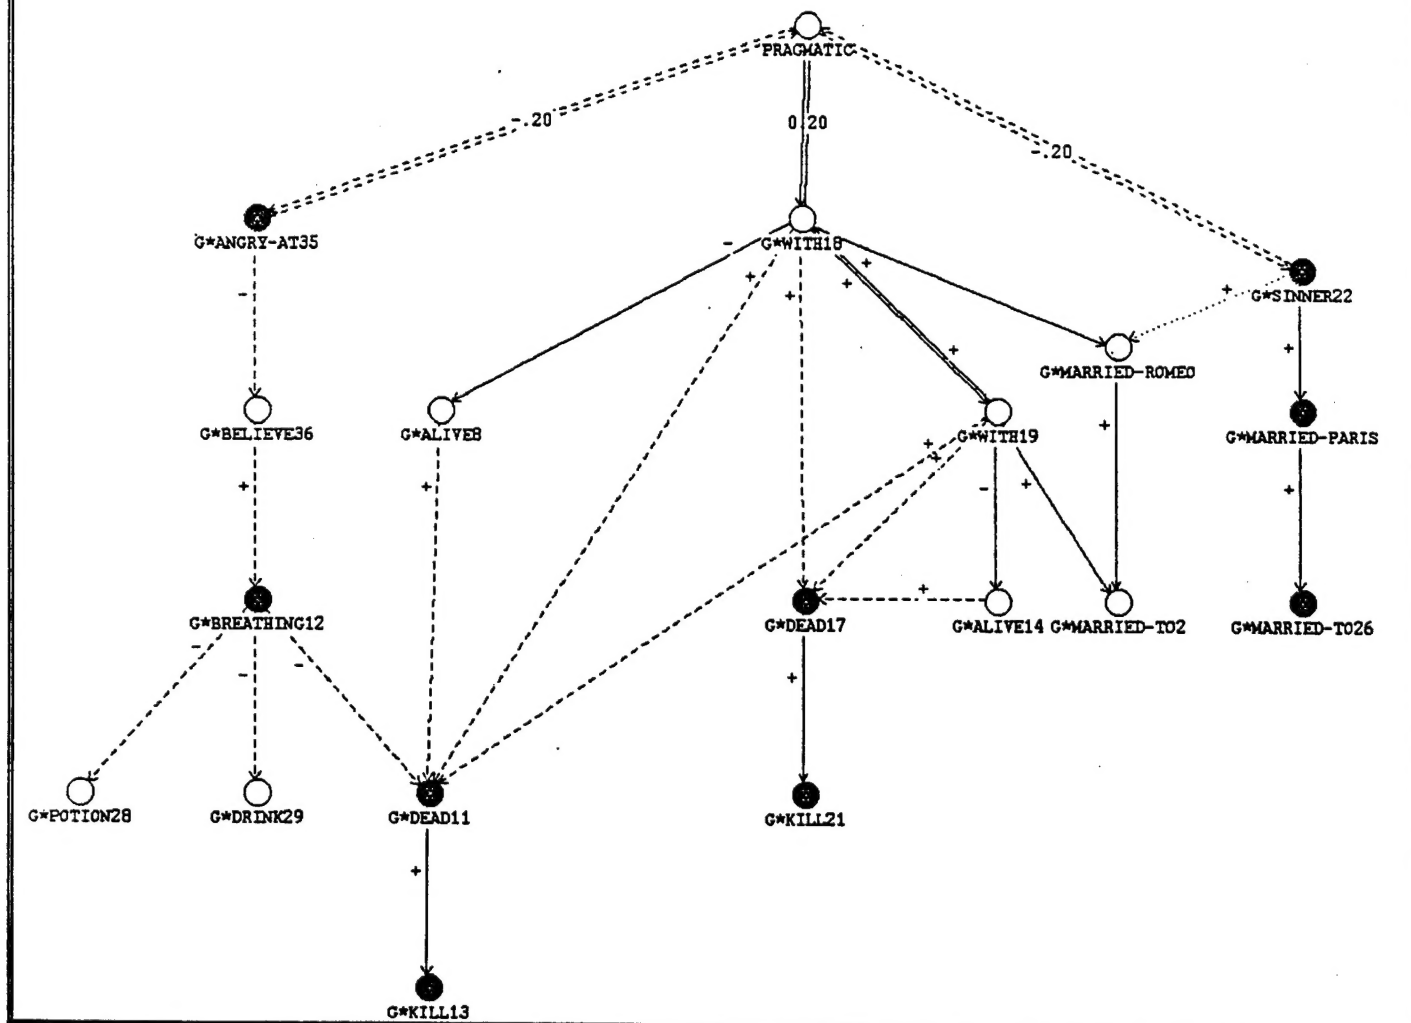 PRAGMATIC
-.20
0.20
-.20
G*ANGRY-AT35
G*WITH18
-
+
+
+
+
-
+
G*SINNER22
+
+
G*MARRIED-ROMEO
G*BELIEVE36
G*ALIVE8
G*WITH19
G*MARRIED-PARIS
+
+
+
+
+
-
+
+
G*BREATHING12
G*DEAD17
+
G*ALIVE14
G*MARRIED-TO2
G*MARRIED-TO26
-
-
-
+
G*POTION28
G*DRINK29
G*DEAD11
G*KILL21
+
G*KILL13